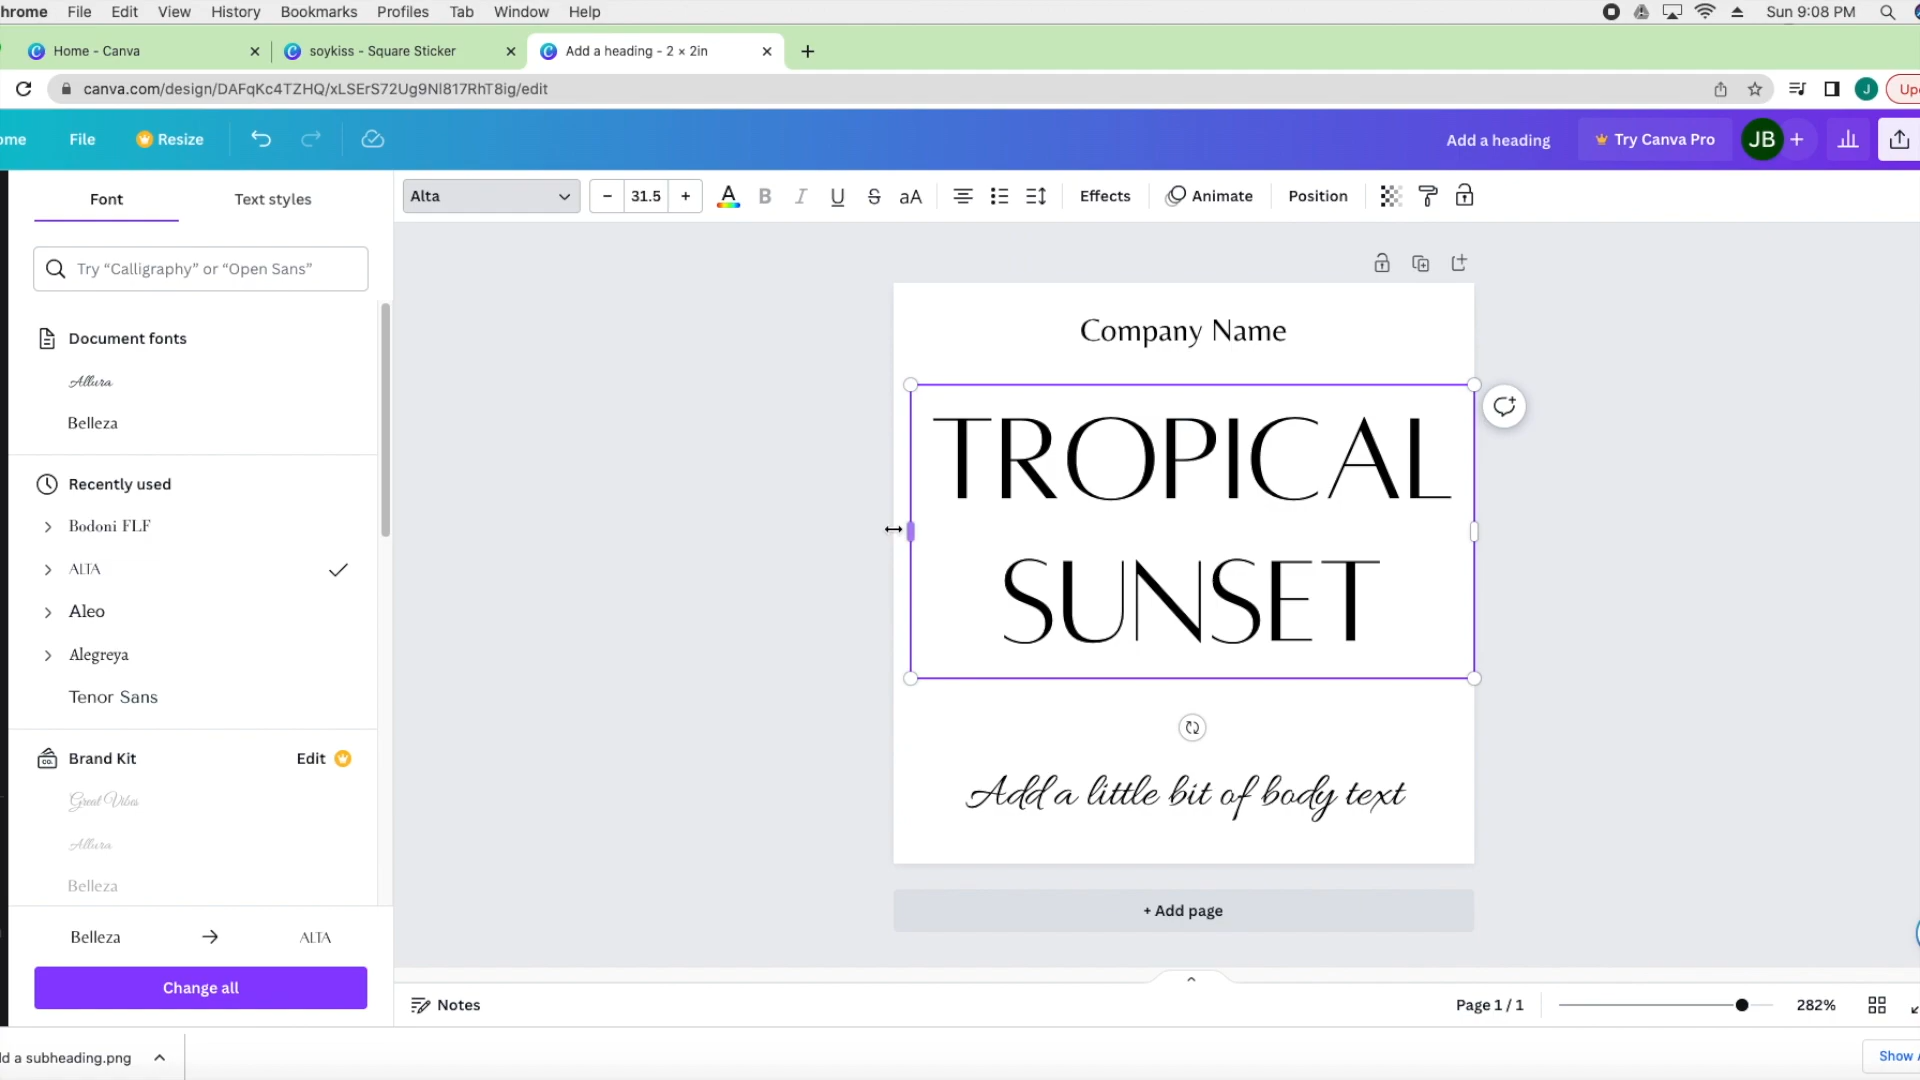 hrome File Edit View History Bookmarks Profiles Tab Window Help Sun 9:08 PM
Home - Canva soykiss - Square Sticker Add a heading - 2 × 2in
canva.com/design/DAFqKc4TZHQ/xLSErS72Ug9Nl817RhT8ig/edit J Up
ome File Resize Add a heading Try Canva Pro JB
Font Text styles Alta 31.5 A B I U S aA Effects Animate Position
Try “Calligraphy” or “Open Sans”
Document fonts
Allura
Belleza
Recently used
Bodoni FLF
ALTA
Aleo
Alegreya
Tenor Sans
Brand Kit Edit
CO.
Great Vibes
Allura
Belleza
Belleza → ALTA
Change all
Company Name
TROPICAL
SUNSET
Add a little bit of body text
+ Add page
Notes Page 1 / 1 282%
ld a subheading.png Show A